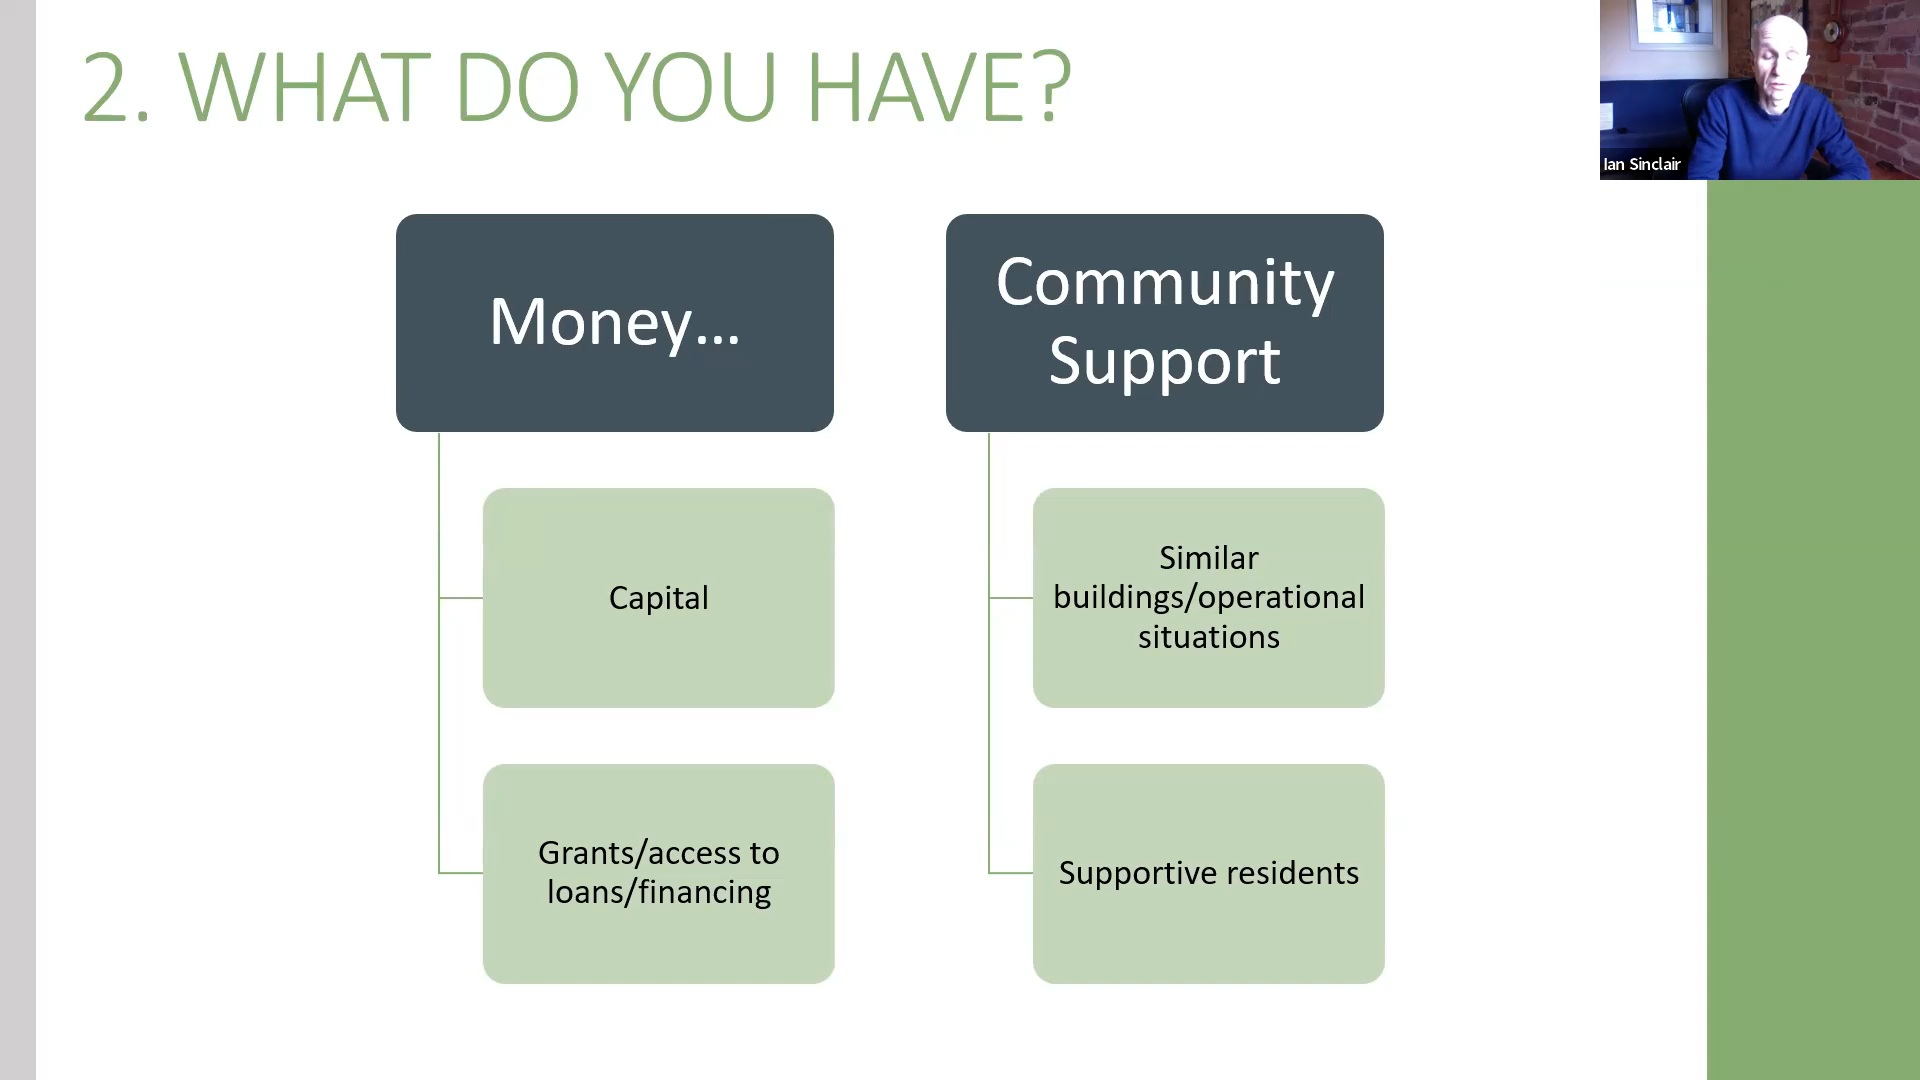 2. WHAT DO YOU HAVE?
Ian Sinclair
Money...
Capital
Grants/access to
loans/financing
Community
Support
Similar
buildings/operational
situations
Supportive residents